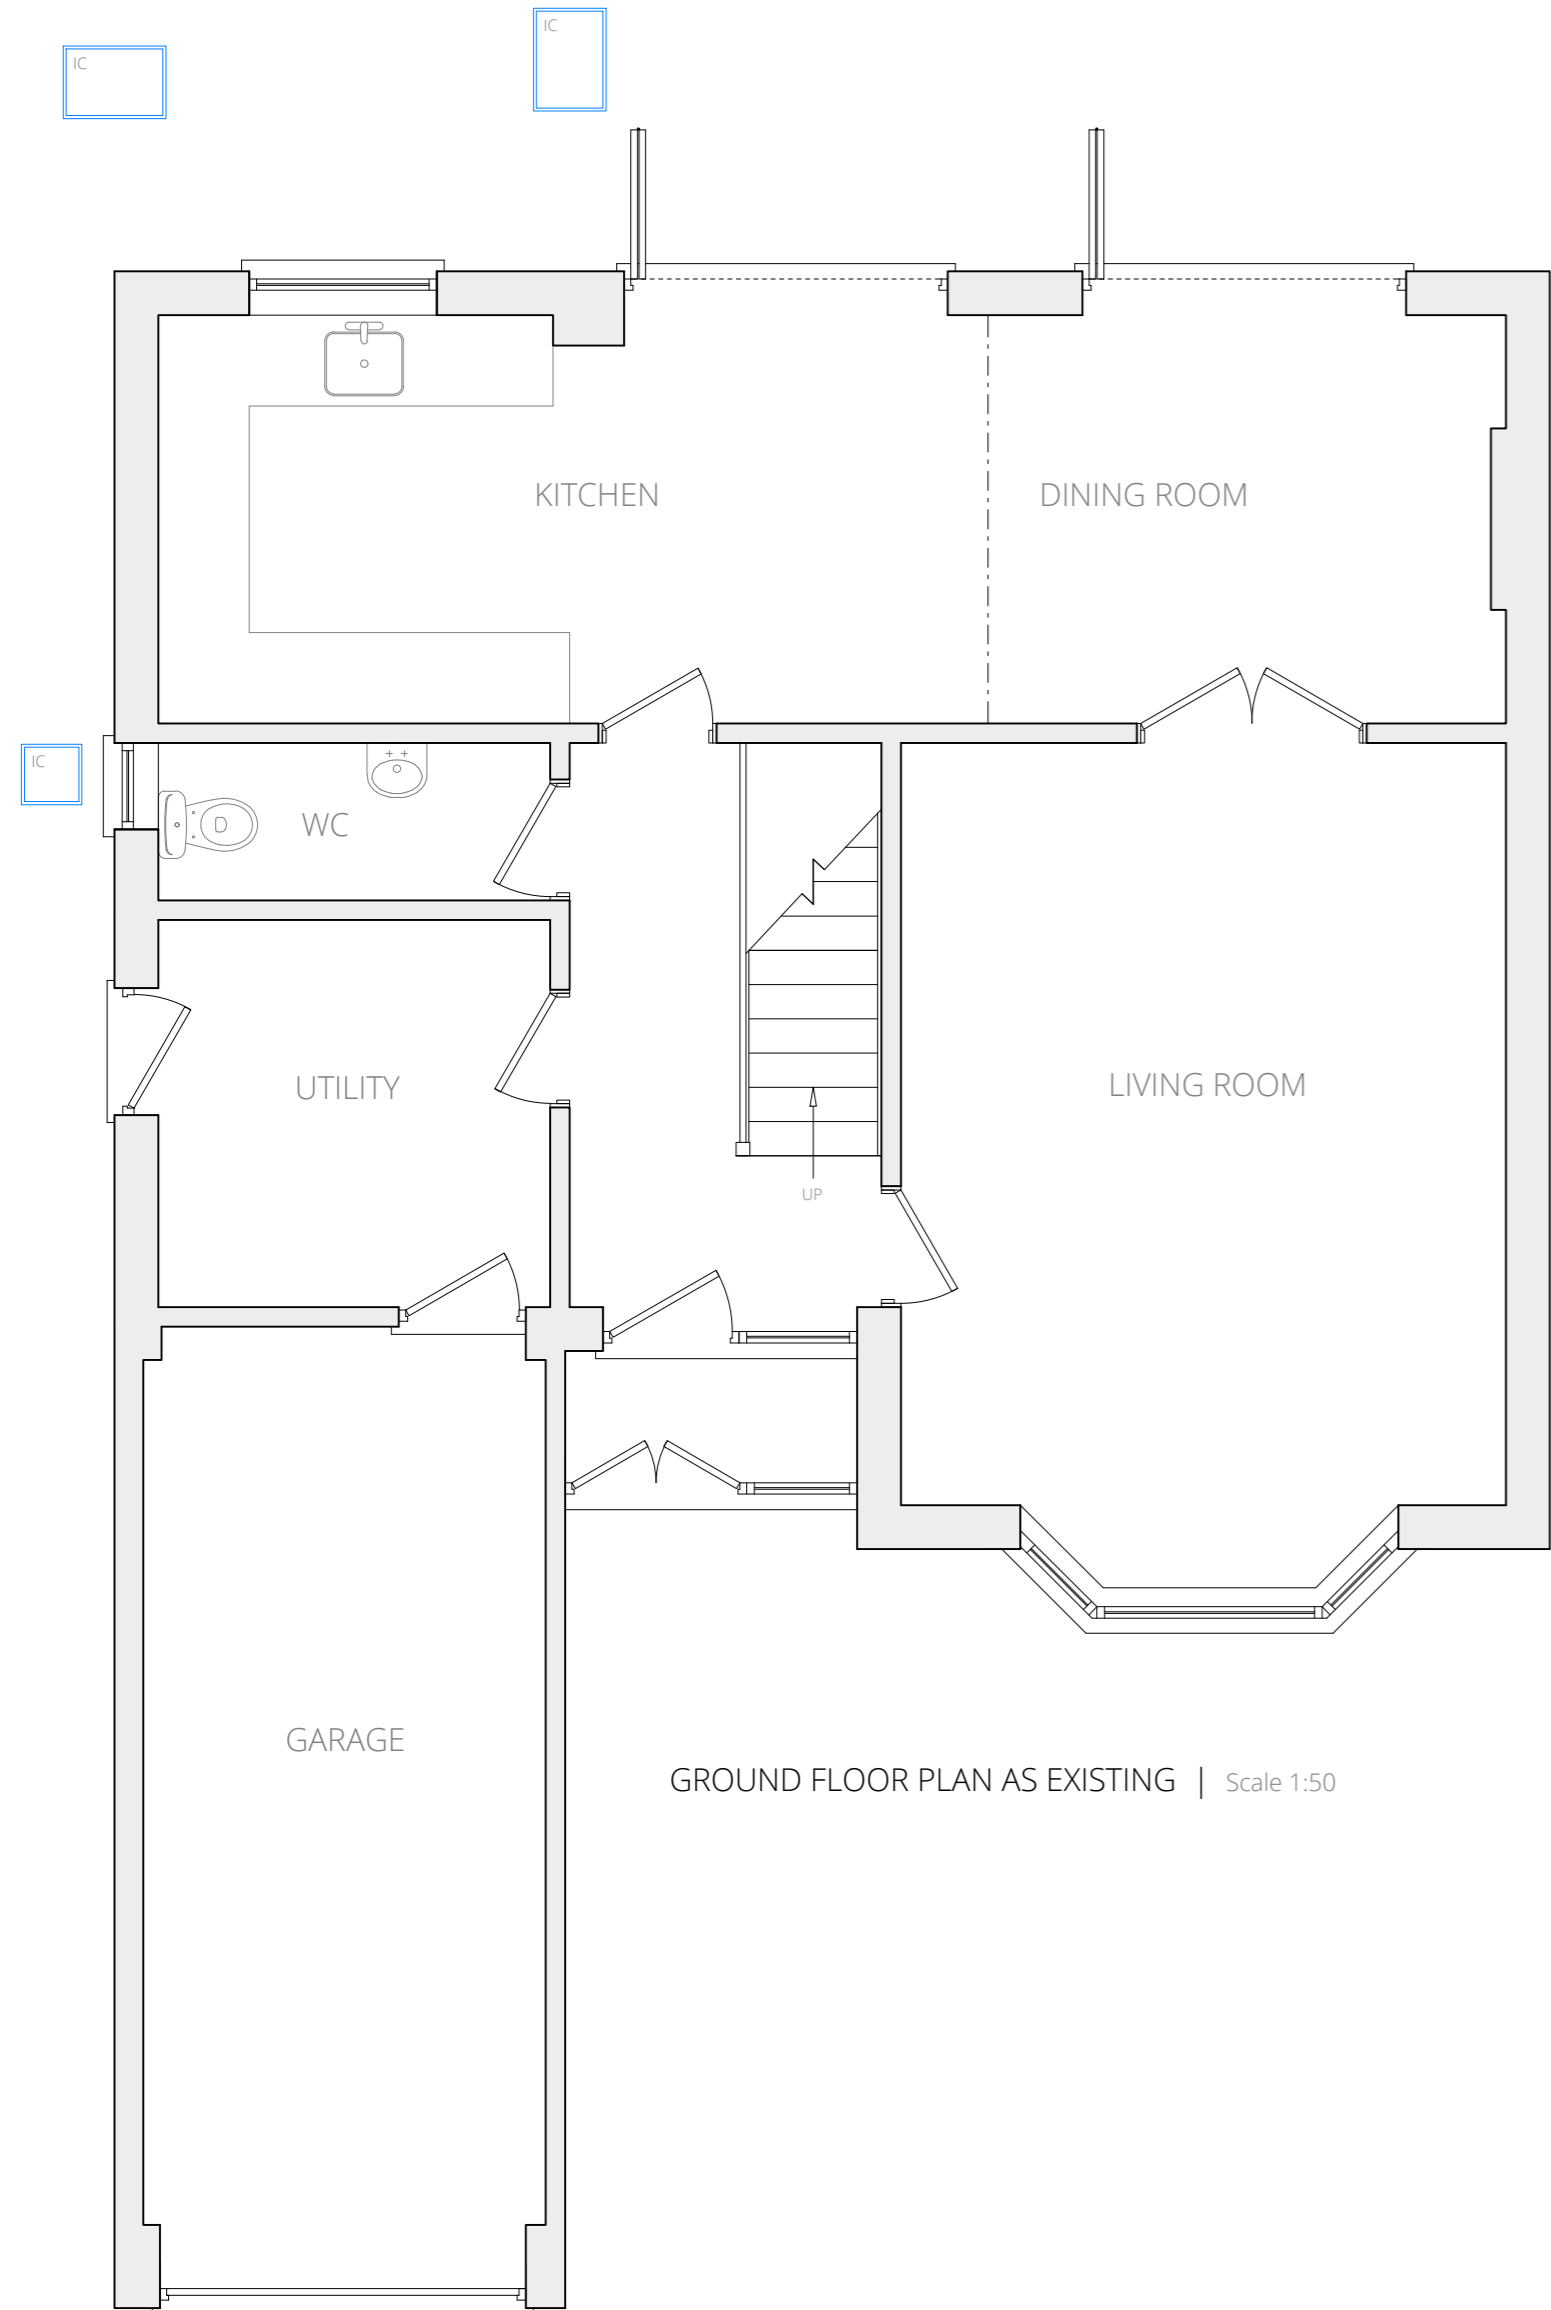 IC
IC
KITCHEN
DINING ROOM
IC
WC
D
UTILITY
LIVING ROOM
UP
GARAGE
GROUND FLOOR PLAN AS EXISTING | Scale 1:50